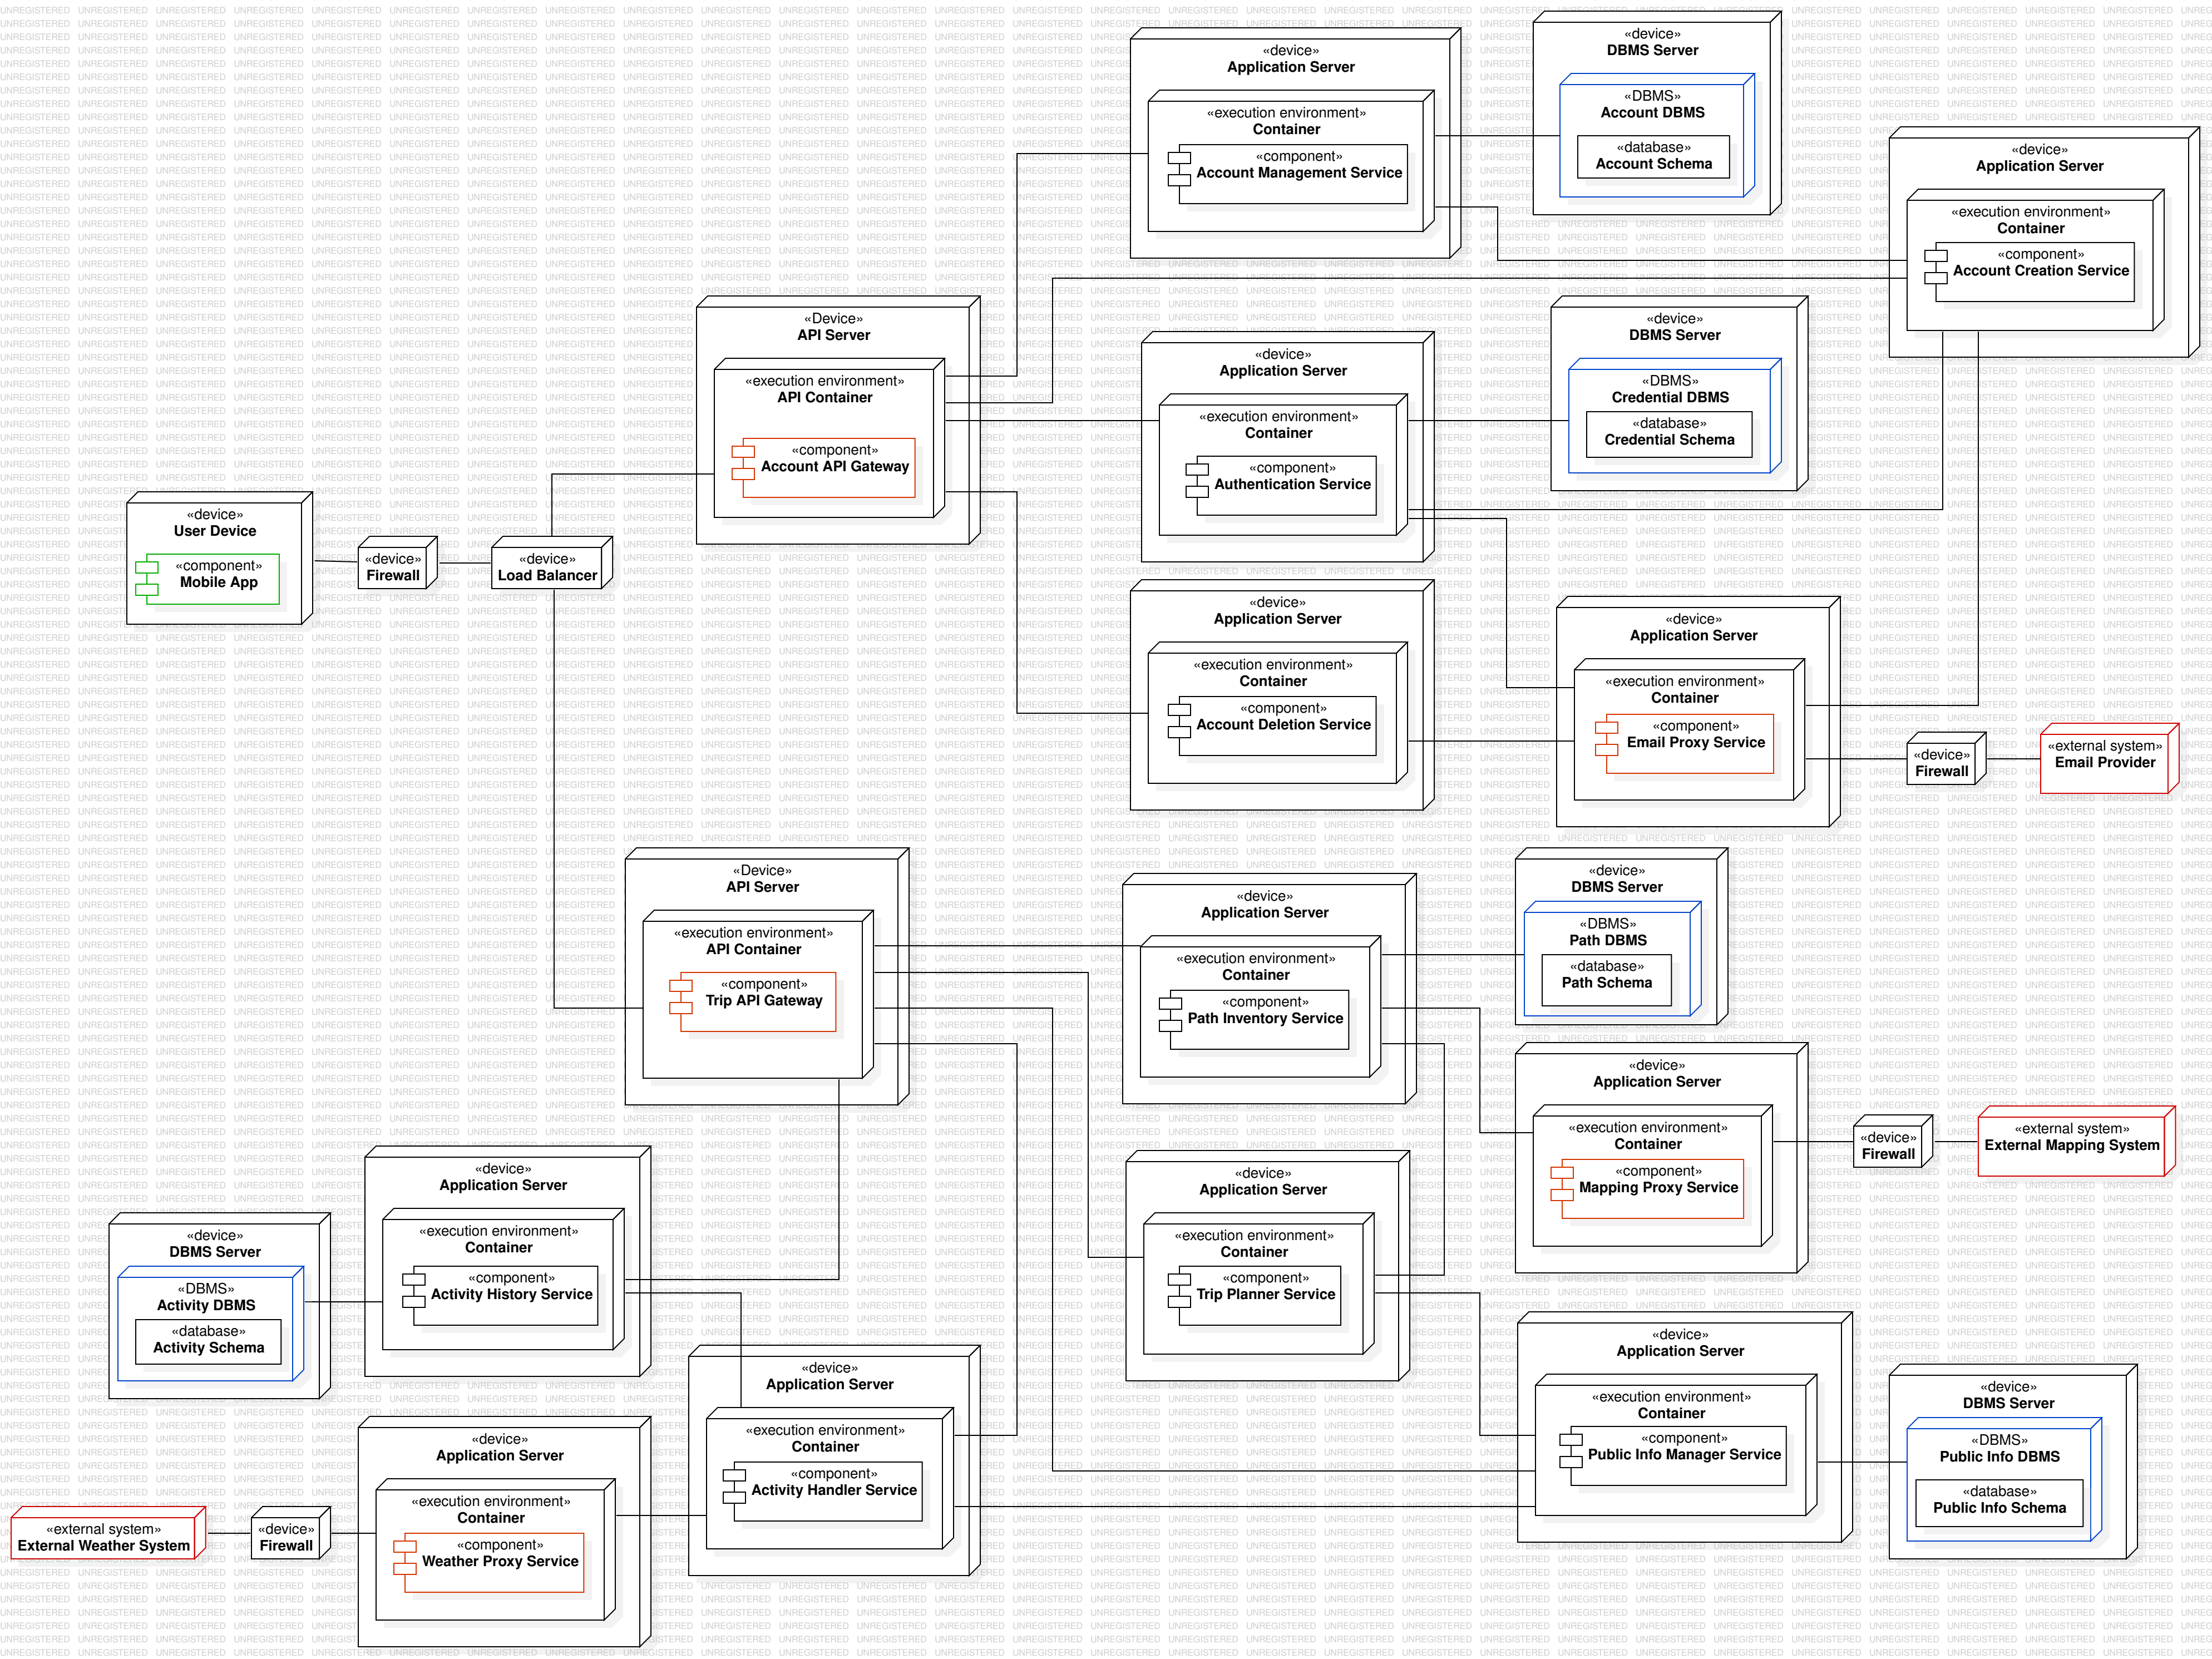 «device»
Application Server
«execution environment»
Container
«component»
Account Management Service
«device»
DBMS Server
«DBMS»
Account DBMS
«database»
Account Schema
«device»
Application Server
«execution environment»
Container
«component»
Account Creation Service
«Device»
API Server
«execution environment»
API Container
«component»
Account API Gateway
«device»
Application Server
«execution environment»
Container
«component»
Authentication Service
«device»
DBMS Server
«DBMS»
Credential DBMS
«database»
Credential Schema
«device»
User Device
«component»
Mobile App
«device»
Firewall
«device»
Load Balancer
«device»
Application Server
«execution environment»
Container
«component»
Account Deletion Service
«device»
Application Server
«execution environment»
Container
«component»
Email Proxy Service
«device»
Firewall
«external system»
Email Provider
«Device»
API Server
«execution environment»
API Container
«component»
Trip API Gateway
«device»
Application Server
«execution environment»
Container
«component»
Path Inventory Service
«device»
DBMS Server
«DBMS»
Path DBMS
«database»
Path Schema
«device»
Application Server
«execution environment»
Container
«component»
Mapping Proxy Service
«device»
Firewall
«external system»
External Mapping System
«device»
Application Server
«execution environment»
Container
«component»
Activity History Service
«device»
Application Server
«execution environment»
Container
«component»
Trip Planner Service
«device»
DBMS Server
«DBMS»
Activity DBMS
«database»
Activity Schema
«device»
Application Server
«execution environment»
Container
«component»
Activity Handler Service
«device»
Application Server
«execution environment»
Container
«component»
Public Info Manager Service
«device»
DBMS Server
«DBMS»
Public Info DBMS
«database»
Public Info Schema
«device»
Application Server
«execution environment»
Container
«component»
Weather Proxy Service
«external system»
External Weather System
«device»
Firewall
UNREGISTERED